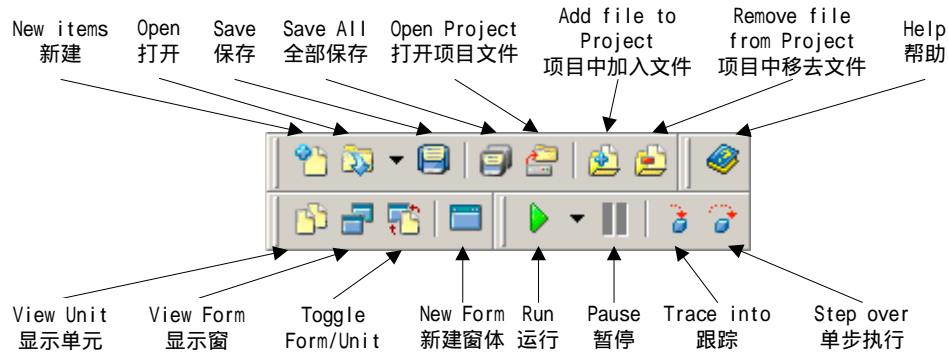 New items
新建
Open
打开
Save
保存
Save All
全部保存
Open Project
打开项目文件
Add file to
Project
项目中加入文件
Remove file
from Project
项目中移去文件
Help
帮助
View Unit
显示单元
View Form
显示窗
Toggle
Form/Unit
New Form
新建窗体
Run
运行
Pause
暂停
Trace into
跟踪
Step over
单步执行